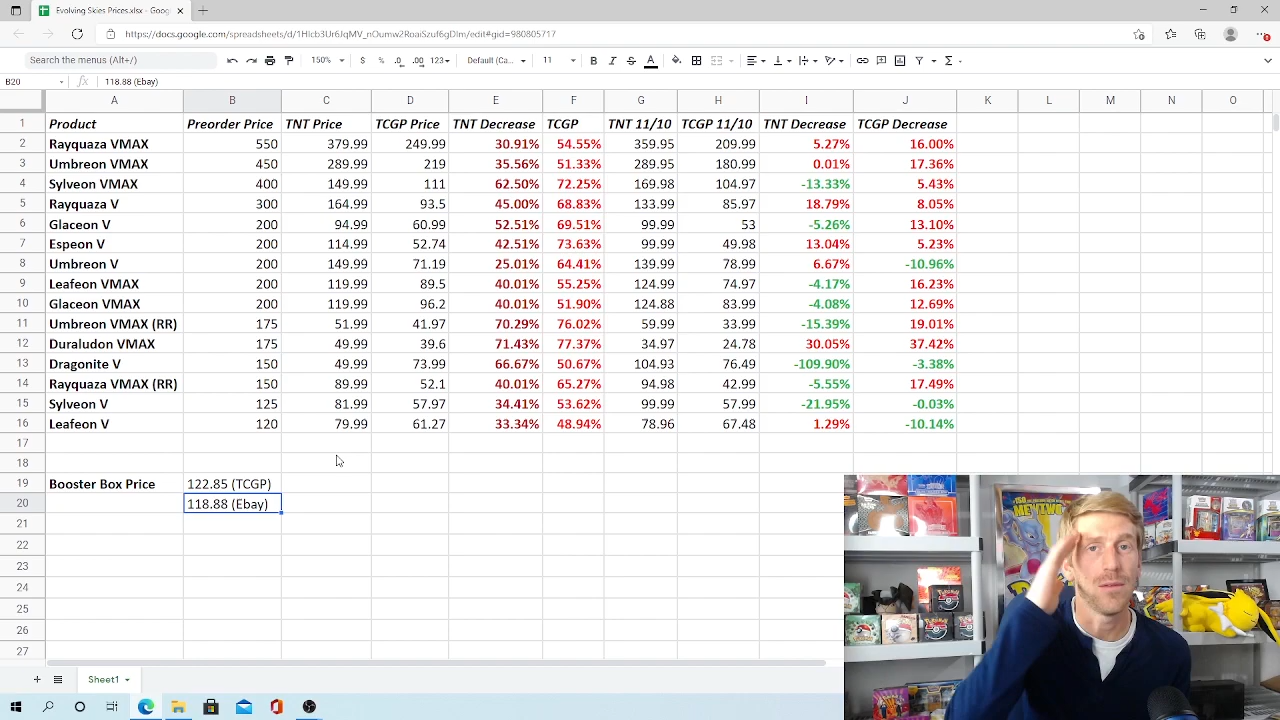 Evolving Skies Prices.xlsx - Goog
https://docs.google.com/spreadsheets/d/1Hlcb3Ur6JqMV_nOumw2RoaiSzuf6gDlm/edit#gid=980805717
Search the menus (Alt+/) 150% $ % .0 .00 123 Default (Ca... 11 B I S A
B20 fx 118.88 (Ebay)
A B C D E F G H I J K L M N O
1 Product Preorder Price TNT Price TCGP Price TNT Decrease TCGP TNT 11/10 TCGP 11/10 TNT Decrease TCGP Decrease
2 Rayquaza VMAX 550 379.99 249.99 30.91% 54.55% 359.95 209.99 5.27% 16.00%
3 Umbreon VMAX 450 289.99 219 35.56% 51.33% 289.95 180.99 0.01% 17.36%
4 Sylveon VMAX 400 149.99 111 62.50% 72.25% 169.98 104.97 -13.33% 5.43%
5 Rayquaza V 300 164.99 93.5 45.00% 68.83% 133.99 85.97 18.79% 8.05%
6 Glaceon V 200 94.99 60.99 52.51% 69.51% 99.99 53 -5.26% 13.10%
7 Espeon V 200 114.99 52.74 42.51% 73.63% 99.99 49.98 13.04% 5.23%
8 Umbreon V 200 149.99 71.19 25.01% 64.41% 139.99 78.99 6.67% -10.96%
9 Leafeon VMAX 200 119.99 89.5 40.01% 55.25% 124.99 74.97 -4.17% 16.23%
10 Glaceon VMAX 200 119.99 96.2 40.01% 51.90% 124.88 83.99 -4.08% 12.69%
11 Umbreon VMAX (RR) 175 51.99 41.97 70.29% 76.02% 59.99 33.99 -15.39% 19.01%
12 Duraludon VMAX 175 49.99 39.6 71.43% 77.37% 34.97 24.78 30.05% 37.42%
13 Dragonite V 150 49.99 73.99 66.67% 50.67% 104.93 76.49 -109.90% -3.38%
14 Rayquaza VMAX (RR) 150 89.99 52.1 40.01% 65.27% 94.98 42.99 -5.55% 17.49%
15 Sylveon V 125 81.99 57.97 34.41% 53.62% 99.99 57.99 -21.95% -0.03%
16 Leafeon V 120 79.99 61.27 33.34% 48.94% 78.96 67.48 1.29% -10.14%
17
18
19 Booster Box Price 122.85 (TCGP)
20 118.88 (Ebay)
21
22
23
24
25
26
27
Sheet1